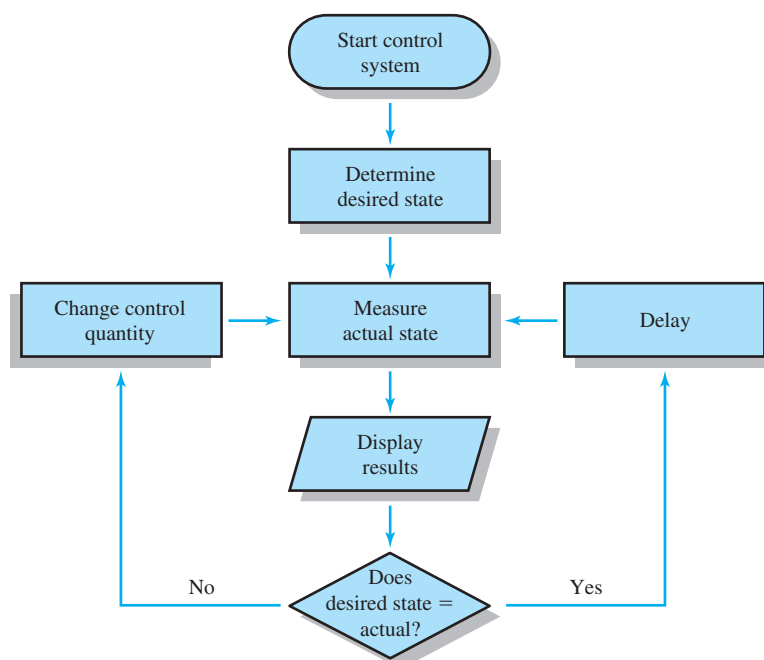 Start control
system
Determine
desired state
Change control
quantity
Measure
actual state
Delay
Display
results
No
Does
desired state =
actual?
Yes